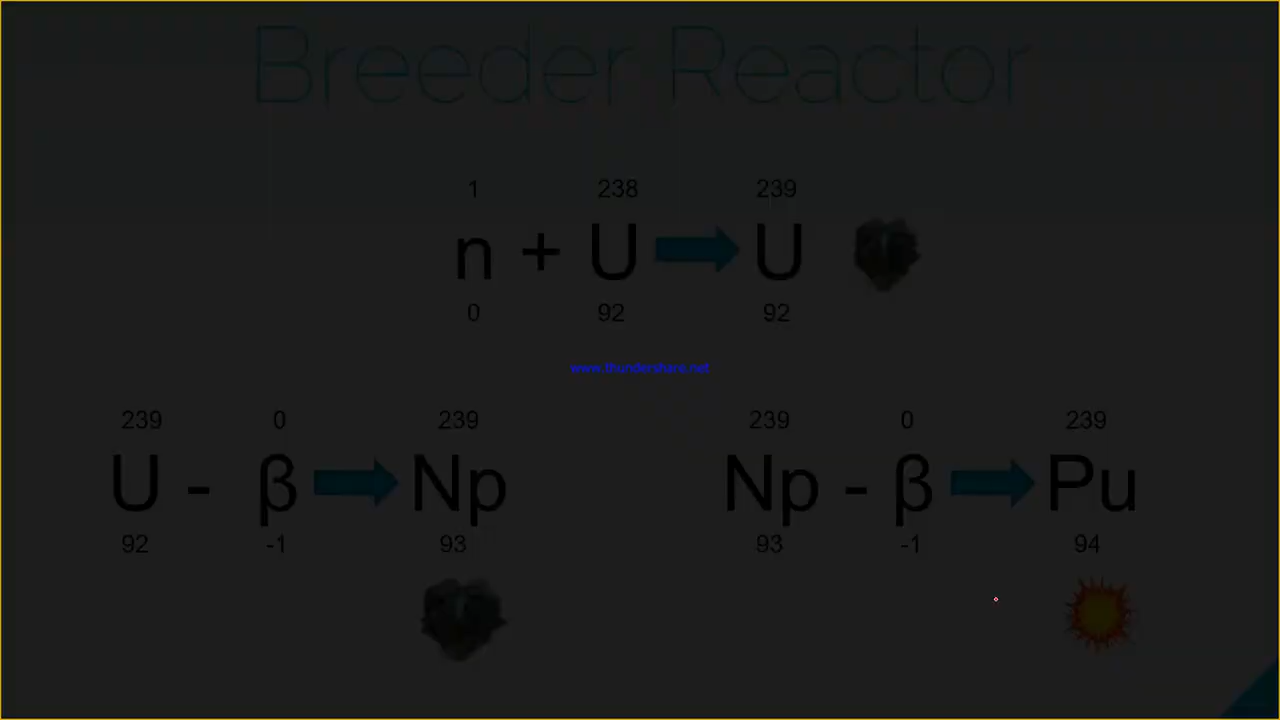 Breeder Reactor
1 238 239
n + U U
0 92 92
www.thundershare.net
239 0 239
U - β Np
92 -1 93
239 0 239
Np - β Pu
93 -1 94